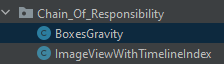 Chain_Of_Responsibility
BoxesGravity
ImageViewWithTimelineIndex